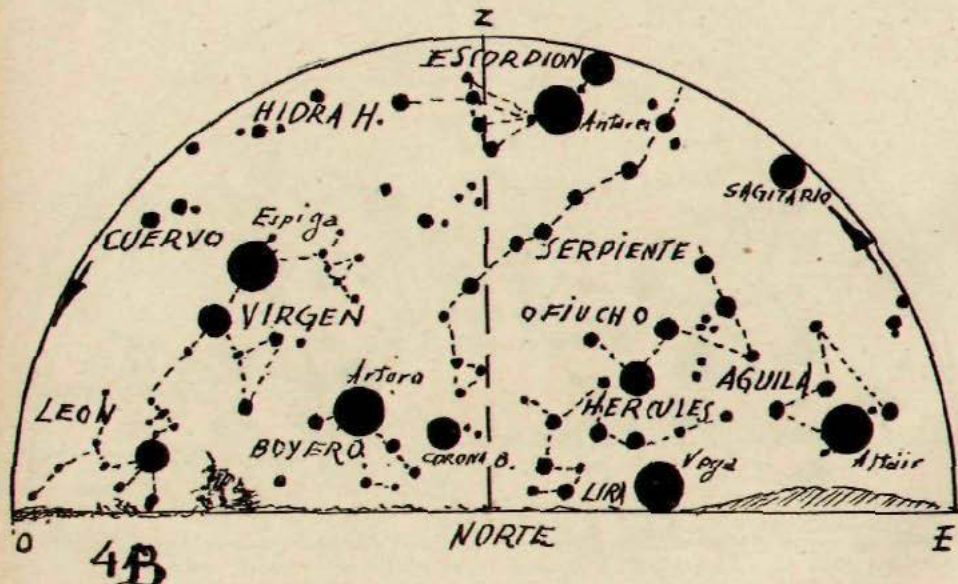 Z
ESCORDION
HIDRA H.
Antares
SAGITARIO
Espiga
CUERVO
SERPIENTE
VIRGEN
OFIUCHO
Arturo
AGUILA
LEON
HERCULES
BOYERO
CORONA B.
Vega
Altair
LIRA
O
NORTE
E
4B